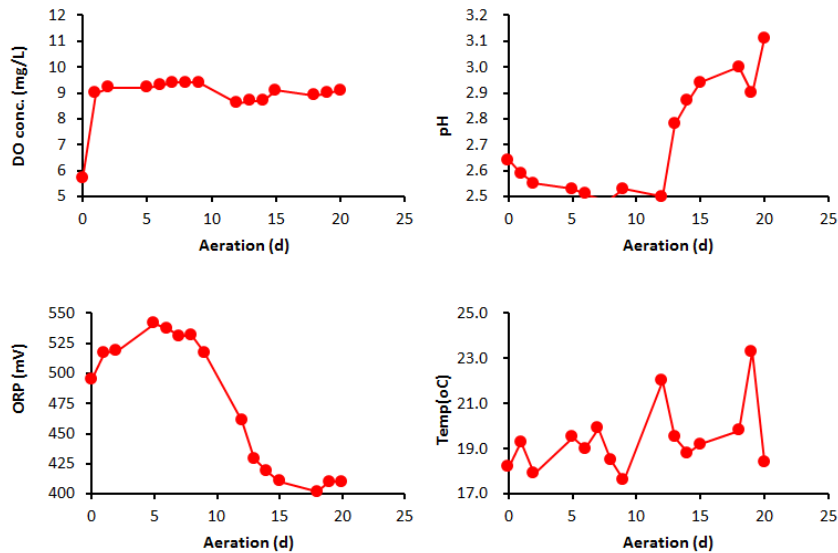 DO conc. (mg/L)
12
11
10
9
8
7
6
5
0 5 10 15 20 25
Aeration (d)
pH
3.2
3.1
3.0
2.9
2.8
2.7
2.6
2.5
0 5 10 15 20 25
Aeration (d)
ORP (mV)
550
525
500
475
450
425
400
0 5 10 15 20 25
Aeration (d)
Temp(oC)
25.0
23.0
21.0
19.0
17.0
0 5 10 15 20 25
Aeration (d)